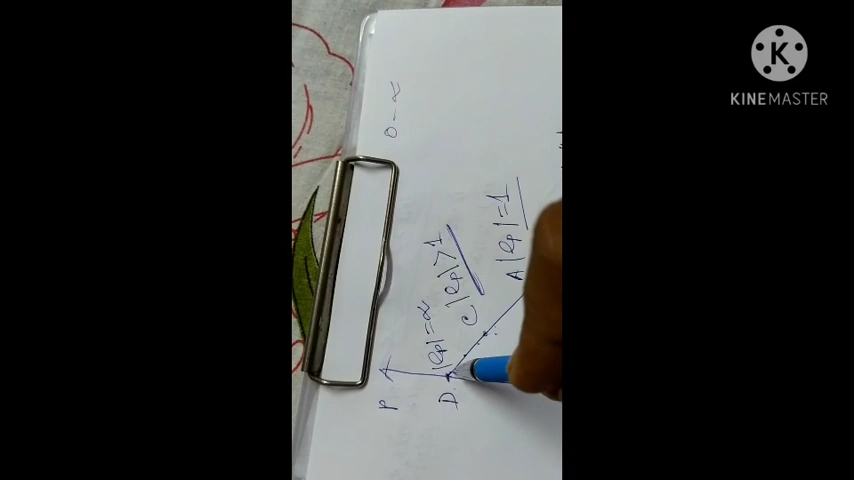 0 - ∝
P
|ep| = ∝
D
C |ep| > 1
A |ep| = 1
KINEMASTER